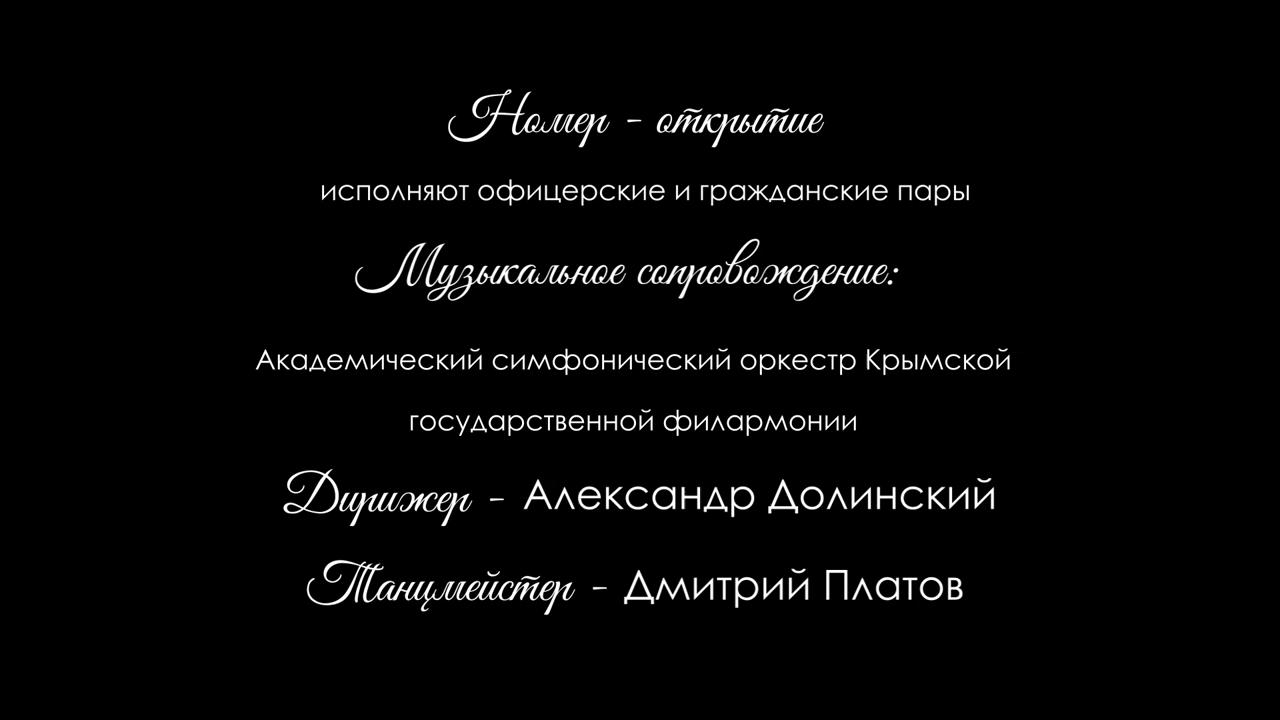 Номер - открытие
исполняют офицерские и гражданские пары
Музыкальное сопровождение:
Академический симфонический оркестр Крымской
государственной филармонии
Дирижер - Александр Долинский
Танцмейстер - Дмитрий Платов